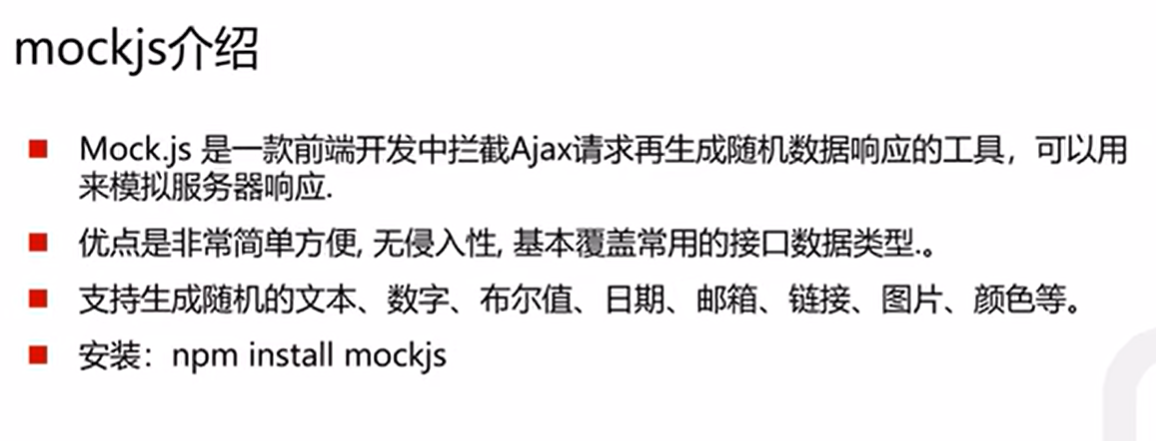 mockjs介绍
Mock.js 是一款前端开发中拦截Ajax请求再生成随机数据响应的工具，可以用
来模拟服务器响应.
优点是非常简单方便, 无侵入性, 基本覆盖常用的接口数据类型.。
支持生成随机的文本、数字、布尔值、日期、邮箱、链接、图片、颜色等。
安装：npm install mockjs